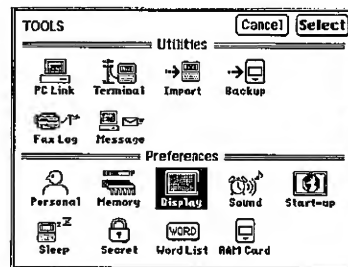 TOOLS Cancel Select
Utilities
PC Link Terminal Import Backup
Fax Log Message
Preferences
Personal Memory Display Sound Start-up
Sleep Secret Word List RAM Card
z Z WORD